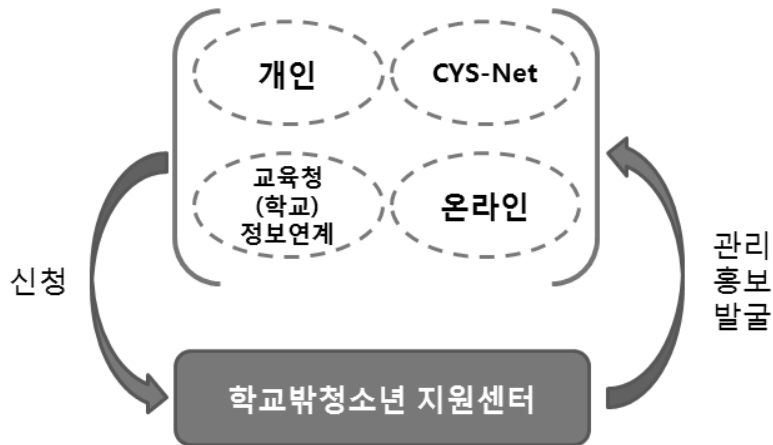 개인
CYS-Net
교육청
(학교)
정보연계
온라인
신청
관리
홍보
발굴
학교밖청소년 지원센터